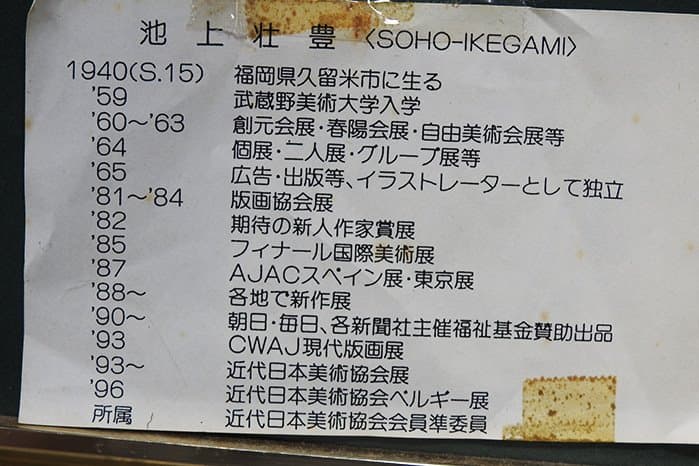 池上壮豊 〈SOHO-IKEGAMI〉
1940(S.15) 福岡県久留米市に生る
'59 武蔵野美術大学入学
'60～'63 創元会展・春陽会展・自由美術会展等
'64 個展・二人展・グループ展等
'65 広告・出版等、イラストレーターとして独立
'81～'84 版画協会展
'82 期待の新人作家賞展
'85 フィナール国際美術展
'87 AJACスペイン展・東京展
'88～ 各地で新作展
'90～ 朝日・毎日、各新聞社主催福祉基金賛助出品
'93 CWAJ現代版画展
'93～ 近代日本美術協会展
'96 近代日本美術協会ベルギー展
所属 近代日本美術協会会員準委員